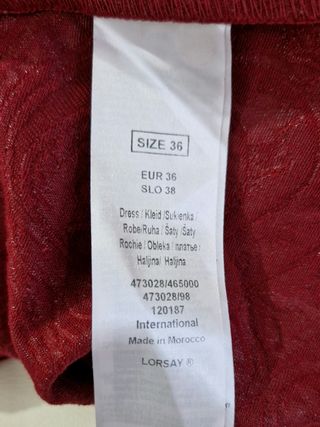 SIZE 36
EUR 36
SLO 38
Dress / Kleid /Sukienka /
Robe/Ruha / Šaty /Šaty
Rochie / Obleka / платье /
Haljina/ Haljina
473028/465000
473028/98
120187
International
Made in Morocco
LORSAY ®